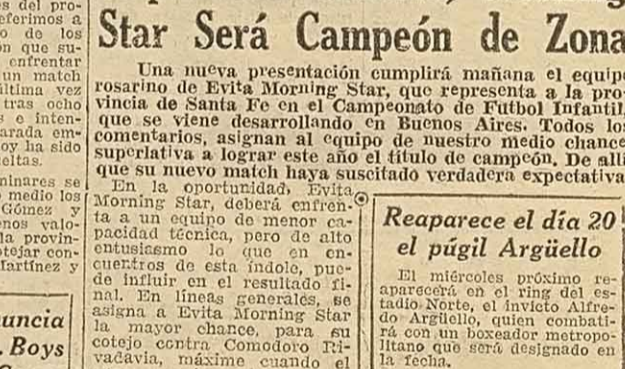 s del pro-
eferimos a
o de los
ón que su-
enfrentar
un match
última vez
tras ocho
s e inten-
arada em-
oy ha sido
eltas.
minares se
medio los
Gómez y
enos valo-
la provin-
otejar con-
Martínez y
uncia
. Boys
Star Será Campeón de Zona
Una nueva presentación cumplirá mañana el equipo
rosarino de Evita Morning Star, que representa a la pro-
vincia de Santa Fe en el Campeonato de Futbol Infantil,
que se viene desarrollando en Buenos Aires. Todos los
comentarios, asignan al equipo de nuestro medio chance
superlativa a lograr este año el título de campeón. De allí
que su nuevo match haya suscitado verdadera expectativa
En la oportunidad, Evita
Morning Star, deberá enfren-
ta a un equipo de menor ca-
pacidad técnica, pero de alto
entusiasmo lo que en en-
cuentros de esta índole, pue-
de influir en el resultado fi-
nal. En líneas generales, se
asigna a Evita Morning Star
la mayor chance, para su
cotejo contra Comodoro Ri-
vadavia, máxime cuando el
Reaparece el día 20
el púgil Argüello
El miércoles próximo re-
aparecerá en el ring del es-
tadio Norte, el invicto Alfre-
do Argüello, quien combati-
rá con un boxeador metropo-
litano que será designado en
la fecha.